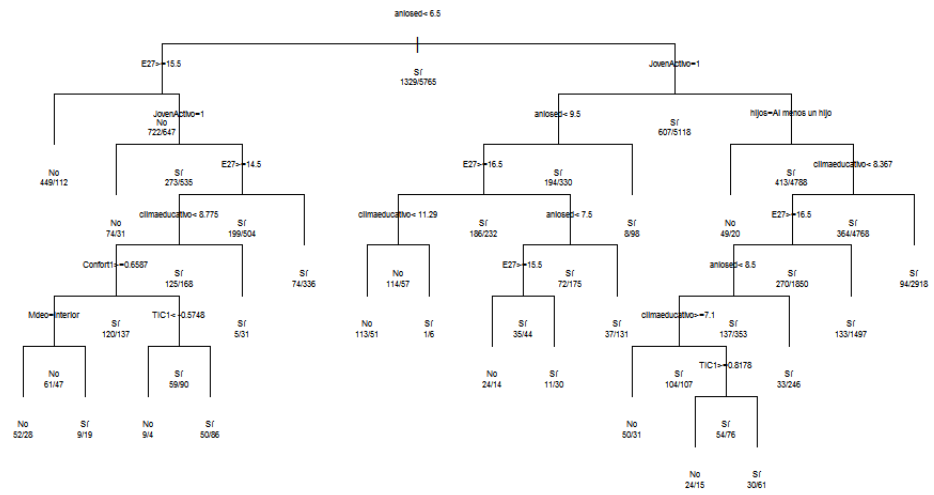 anIosed< 6.5
E27>=15.5
JovenActivo=1
Sí
1329/5765
JovenActivo=1
No
722/647
anIosed< 9.5
Sí
607/5118
hijos=Al menos un hijo
No
449/112
Sí
273/535
E27>=14.5
E27>=16.5
Sí
194/330
Sí
413/4788
climaeducativo< 8.367
No
74/31
climaeducativo< 8.775
Sí
199/504
climaeducativo< 11.29
Sí
186/232
anIosed< 7.5
Sí
8/98
No
49/20
E27>=16.5
Sí
364/4768
Confort1>=0.6587
Sí
125/168
Sí
74/336
No
114/57
E27>=15.5
Sí
72/175
anIosed< 8.5
Sí
270/1850
Sí
94/2918
Mdeo=Interior
Sí
120/137
TIC1< -0.5748
Sí
5/31
No
113/51
Sí
1/6
Sí
35/44
Sí
37/131
climaeducativo>=7.1
Sí
137/353
Sí
133/1497
No
61/47
Sí
59/90
No
24/14
Sí
11/30
Sí
104/107
TIC1>=0.8178
Sí
33/246
No
52/28
Sí
9/19
No
9/4
Sí
50/86
No
50/31
Sí
54/76
No
24/15
Sí
30/61